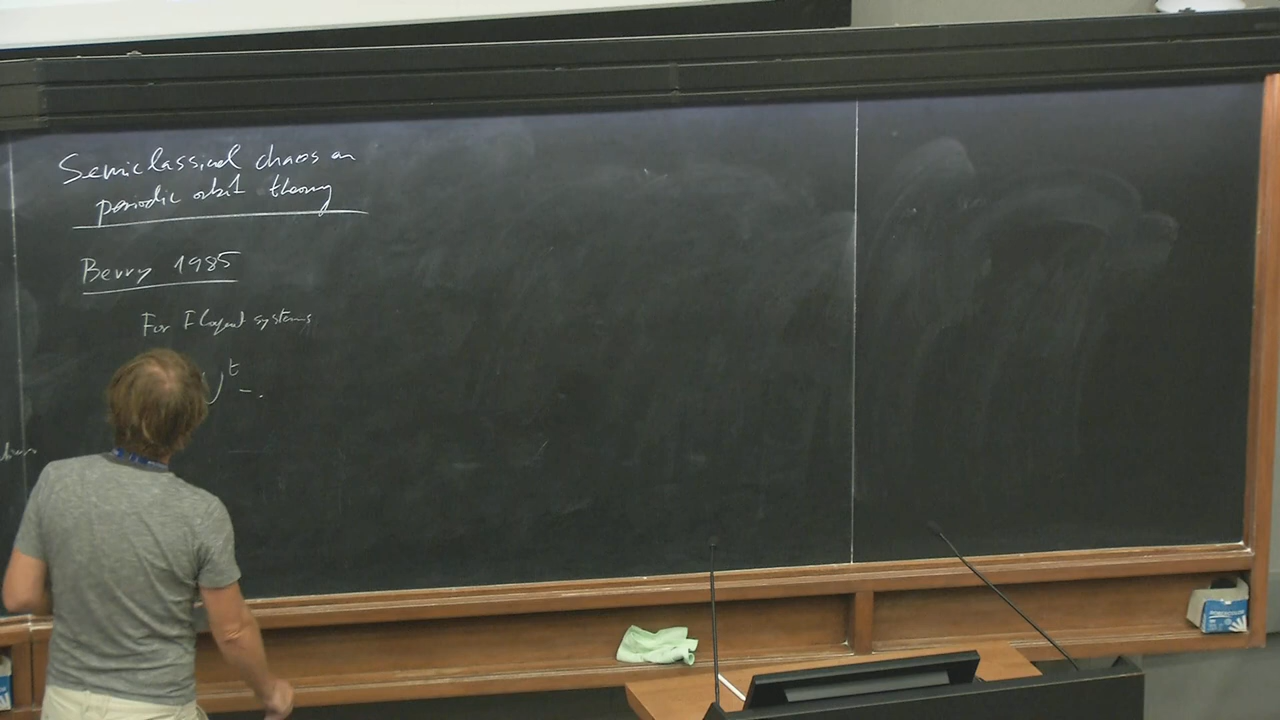 Semiclassical chaos an
periodic orbit theory
Berry 1985
For Floquet systems
U^t